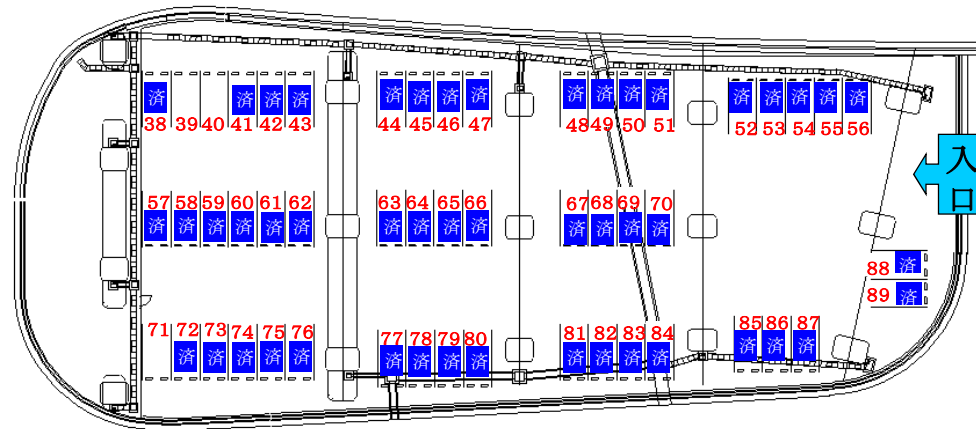 済 済 済 済 済 済 済 済 済 済 済 済 済 済 済 済 済
38 39 40 41 42 43 44 45 46 47 48 49 50 51 52 53 54 55 56
入口
57 58 59 60 61 62 63 64 65 66 67 68 69 70
済 済 済 済 済 済 済 済 済 済 済 済 済 済
88 済
89 済
71 72 73 74 75 76 77 78 79 80 81 82 83 84 85 86 87
済 済 済 済 済 済 済 済 済 済 済 済 済 済 済 済